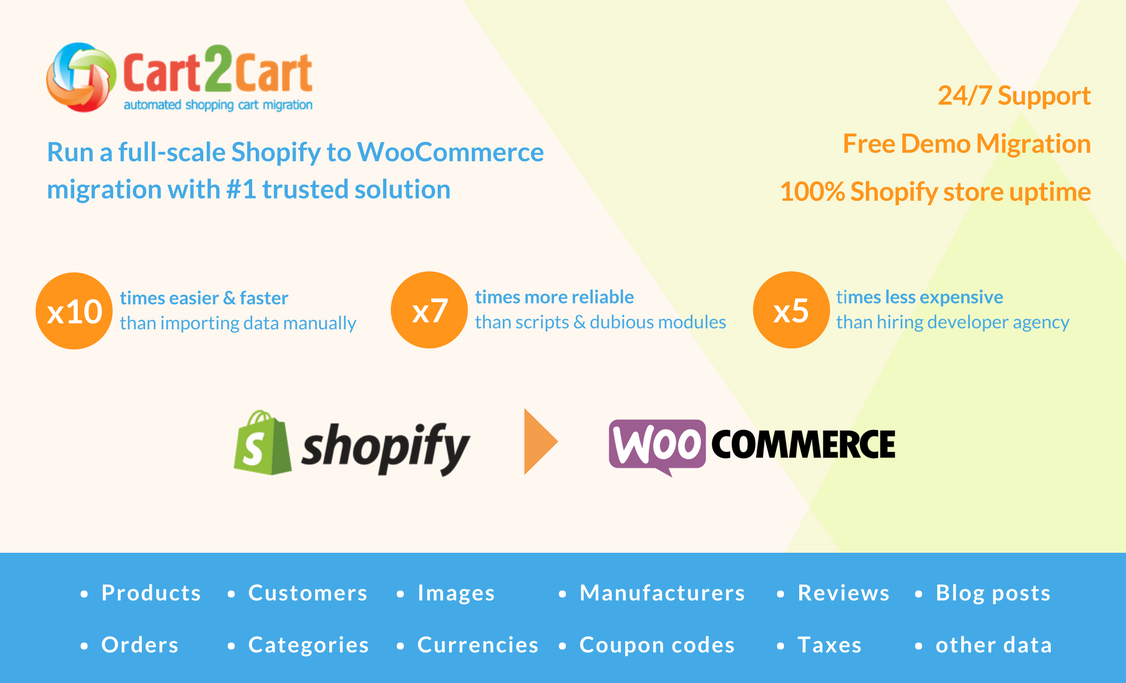 Cart2Cart
automated shopping cart migration
Run a full-scale Shopify to WooCommerce
migration with #1 trusted solution
24/7 Support
Free Demo Migration
100% Shopify store uptime
x10
times easier & faster
than importing data manually
x7
times more reliable
than scripts & dubious modules
x5
times less expensive
than hiring developer agency
S
shopify
WOO COMMERCE
• Products • Customers • Images • Manufacturers • Reviews • Blog posts
• Orders • Categories • Currencies • Coupon codes • Taxes • other data